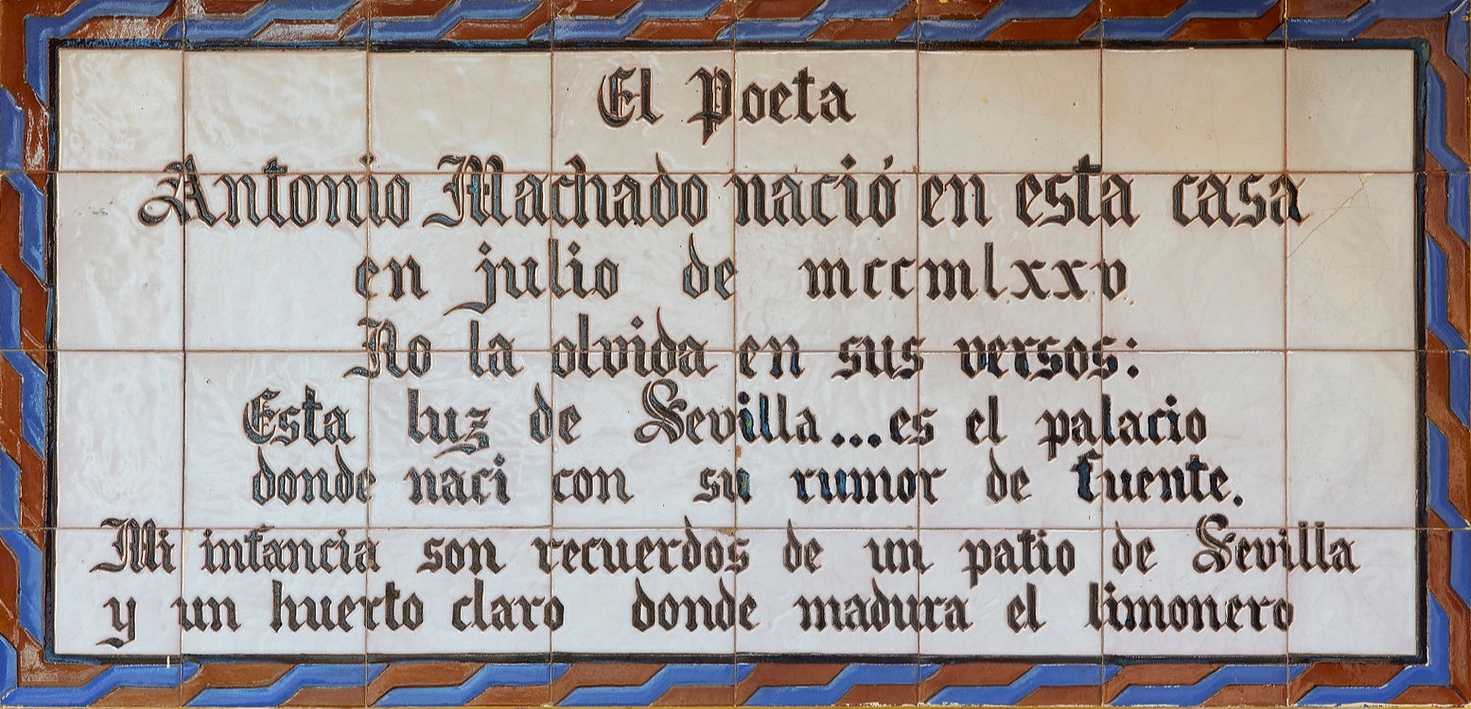 El Poeta
Antonio Machado nació en esta casa
en julio de mccmlxxv
No la olvida en sus versos:
Esta luz de Sevilla...es el palacio
donde naci con su rumor de fuente.
Mi infancia son recuerdos de un patio de Sevilla
y un huerto claro donde madura el limonero